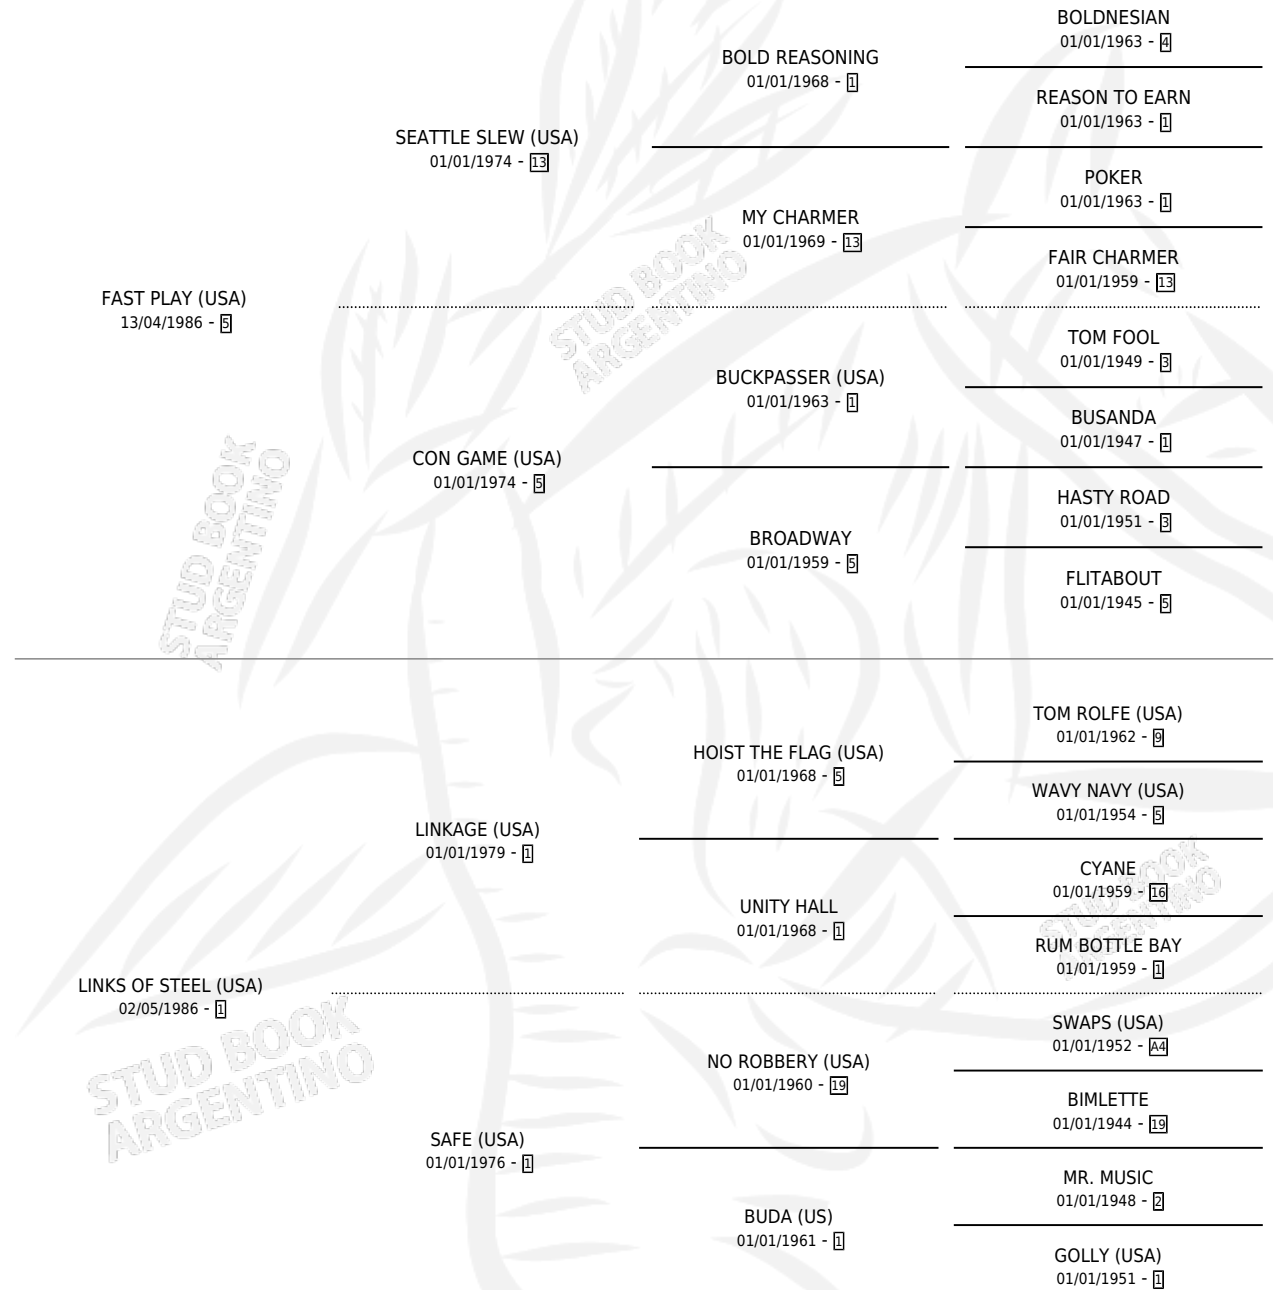 BOLDNESIAN
01/01/1963 - 4
BOLD REASONING
01/01/1968 - 1
REASON TO EARN
01/01/1963 - 1
SEATTLE SLEW (USA)
01/01/1974 - 13
POKER
01/01/1963 - 1
MY CHARMER
01/01/1969 - 13
FAIR CHARMER
01/01/1959 - 13
FAST PLAY (USA)
13/04/1986 - 5
STUD BOOK
ARGENTINO
TOM FOOL
01/01/1949 - 3
BUCKPASSER (USA)
01/01/1963 - 1
BUSANDA
01/01/1947 - 1
CON GAME (USA)
01/01/1974 - 5
HASTY ROAD
01/01/1951 - 3
BROADWAY
01/01/1959 - 5
FLITABOUT
01/01/1945 - 5
STUD BOOK
ARGENTINO
TOM ROLFE (USA)
01/01/1962 - 9
HOIST THE FLAG (USA)
01/01/1968 - 5
WAVY NAVY (USA)
01/01/1954 - 5
LINKAGE (USA)
01/01/1979 - 1
CYANE
01/01/1959 - 16
UNITY HALL
01/01/1968 - 1
STUD BOOK
ARGENTINO
RUM BOTTLE BAY
01/01/1959 - 1
LINKS OF STEEL (USA)
02/05/1986 - 1
SWAPS (USA)
01/01/1952 - A4
NO ROBBERY (USA)
01/01/1960 - 19
BIMLETTE
01/01/1944 - 19
STUD BOOK
ARGENTINO
SAFE (USA)
01/01/1976 - 1
MR. MUSIC
01/01/1948 - 2
BUDA (US)
01/01/1961 - 1
GOLLY (USA)
01/01/1951 - 1